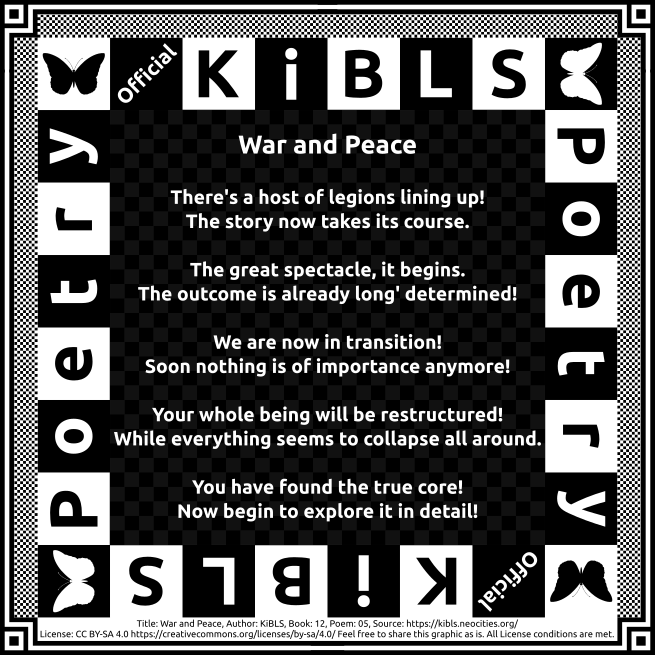 Official KiBLS
Poetry
Poetry
War and Peace
There's a host of legions lining up!
The story now takes its course.
The great spectacle, it begins.
The outcome is already long' determined!
We are now in transition!
Soon nothing is of importance anymore!
Your whole being will be restructured!
While everything seems to collapse all around.
You have found the true core!
Now begin to explore it in detail!
Official KiBLS
Title: War and Peace, Author: KiBLS, Book: 12, Poem: 05, Source: https://kibls.neocities.org/
License: CC BY-SA 4.0 https://creativecommons.org/licenses/by-sa/4.0/ Feel free to share this graphic as is. All License conditions are met.